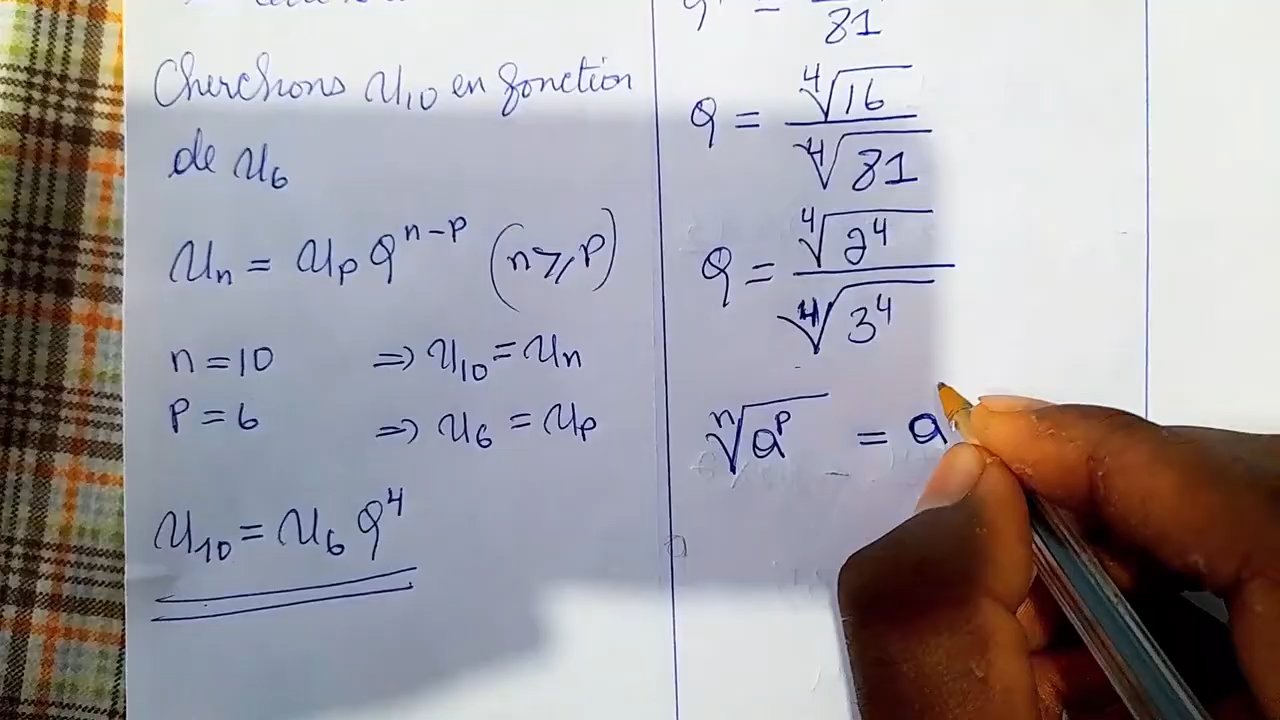 Cherchons U₁₀ en fonction
de U₆
Uₙ = Uₚ q^{n-p} (n ⩾ p)
n = 10 ⇒ U₁₀ = Uₙ
P = 6 ⇒ U₆ = Uₚ
U₁₀ = U₆ q⁴
81
q = ⁴√16 / ⁴√81
q = ⁴√2⁴ / ⁴√3⁴
ⁿ√a^p = a